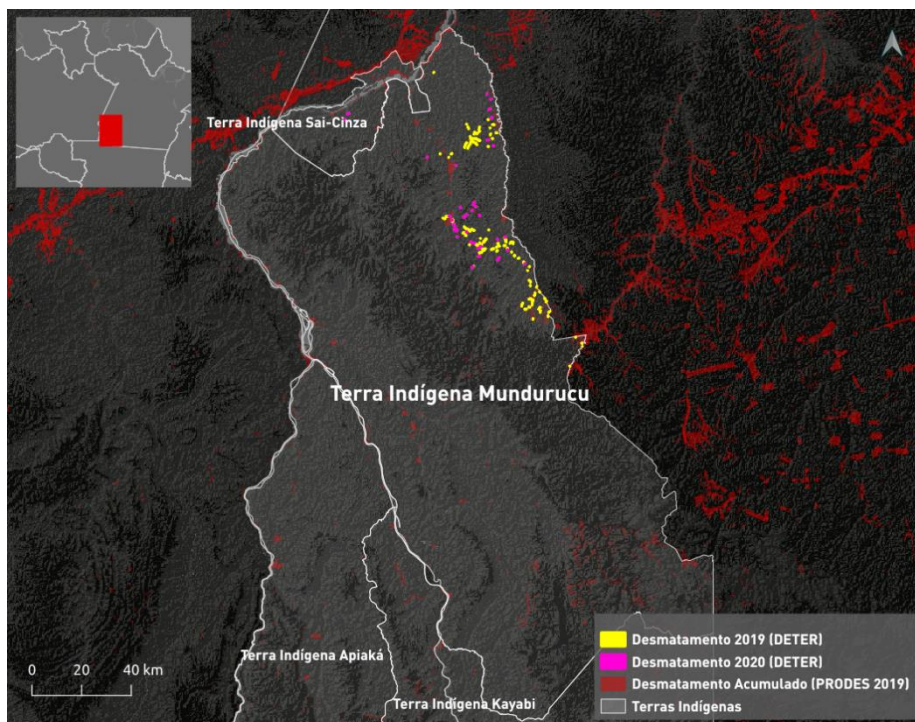 Terra Indígena Sai-Cinza
Terra Indígena Mundurucu
Terra Indígena Apiaká
Terra Indígena Kayabi
0 20 40 km
Desmatamento 2019 (DETER)
Desmatamento 2020 (DETER)
Desmatamento Acumulado (PRODES 2019)
Terras Indígenas